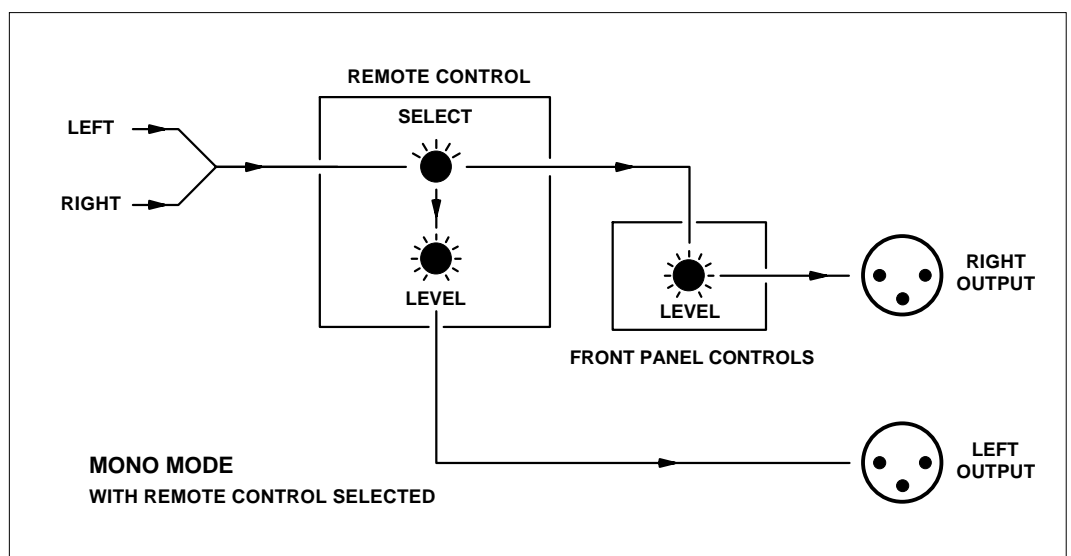 REMOTE CONTROL
SELECT
LEFT
RIGHT
LEVEL
RIGHT
OUTPUT
LEVEL
FRONT PANEL CONTROLS
LEFT
OUTPUT
MONO MODE
WITH REMOTE CONTROL SELECTED